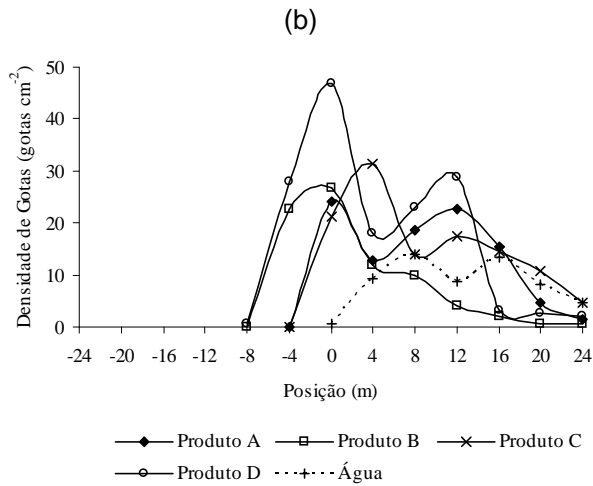 (b)
50
40
30
20
10
0
Densidade de Gotas (gotas cm⁻²)
-24 -20 -16 -12 -8 -4 0 4 8 12 16 20 24
Posição (m)
Produto A Produto B Produto C
Produto D Água